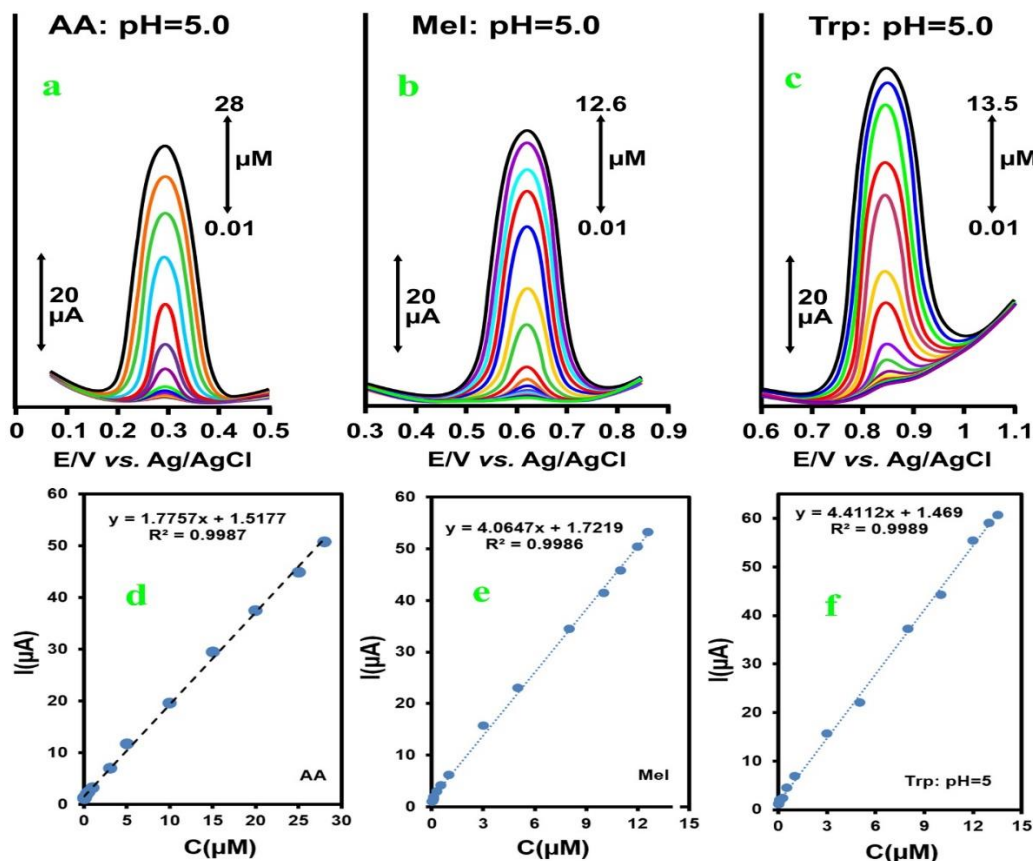 AA: pH=5.0
a
28
µM
0.01
20
µA
0 0.1 0.2 0.3 0.4 0.5
E/V vs. Ag/AgCl
Mel: pH=5.0
b
12.6
µM
0.01
20
µA
0.3 0.4 0.5 0.6 0.7 0.8 0.9
E/V vs. Ag/AgCl
Trp: pH=5.0
c
13.5
µM
0.01
20
µA
0.6 0.7 0.8 0.9 1 1.1
E/V vs. Ag/AgCl
60
50
40
30
20
10
0
I(µA)
y = 1.7757x + 1.5177
R² = 0.9987
d
AA
0 5 10 15 20 25 30
C(µM)
60
50
40
30
20
10
0
I(µA)
y = 4.0647x + 1.7219
R² = 0.9986
e
Mel
0 3 6 9 12 15
C(µM)
70
60
50
40
30
20
10
0
I(µA)
y = 4.4112x + 1.469
R² = 0.9989
f
Trp: pH=5
0 3 6 9 12 15
C(µM)